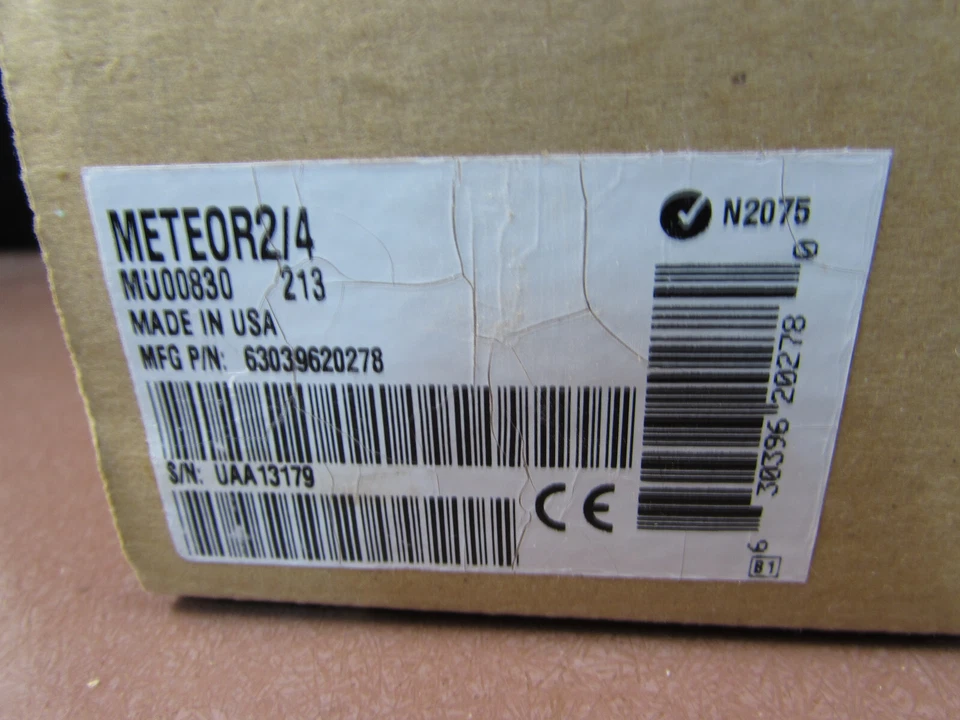 METEOR2/4
MU00830 213
MADE IN USA
MFG P/N: 63039620278
S/N: UAA13179
CE
N2075
6 30396 20278 0
B1